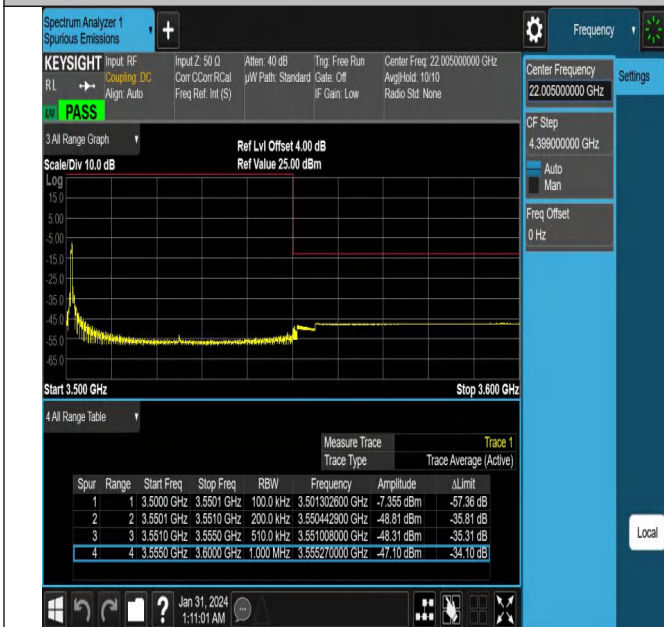 Spectrum Analyzer 1
Spurious Emissions
Frequency
KEYSIGHT Input: RF
RL Coupling: DC
Align: Auto
Input Z: 50 Ω
Corr CCorr RCal
Freq Ref: Int (S)
Atten: 40 dB
µW Path: Standard
Trig: Free Run
Gate: Off
IF Gain: Low
Center Freq: 22.005000000 GHz
Avg|Hold: 10/10
Radio Std: None
PASS
Center Frequency
22.005000000 GHz
Settings
CF Step
4.399000000 GHz
Auto
Man
Freq Offset
0 Hz
3 All Range Graph
Ref Lvl Offset 4.00 dB
Scale/Div 10.0 dB Ref Value 25.00 dBm
Log
15.0
5.00
-5.00
-15.0
-25.0
-35.0
-45.0
-55.0
-65.0
Start 3.500 GHz Stop 3.600 GHz
4 All Range Table
Measure Trace Trace 1
Trace Type Trace Average (Active)
Spur Range Start Freq Stop Freq RBW Frequency Amplitude ΔLimit
1 1 3.5000 GHz 3.5501 GHz 100.0 kHz 3.501302600 GHz -7.355 dBm -57.36 dB
2 2 3.5501 GHz 3.5510 GHz 200.0 kHz 3.550442900 GHz -48.81 dBm -35.81 dB
3 3 3.5510 GHz 3.5550 GHz 510.0 kHz 3.551008000 GHz -48.31 dBm -35.31 dB
4 4 3.5550 GHz 3.6000 GHz 1.000 MHz 3.555270000 GHz -47.10 dBm -34.10 dB
Local
Jan 31, 2024
1:11:01 AM